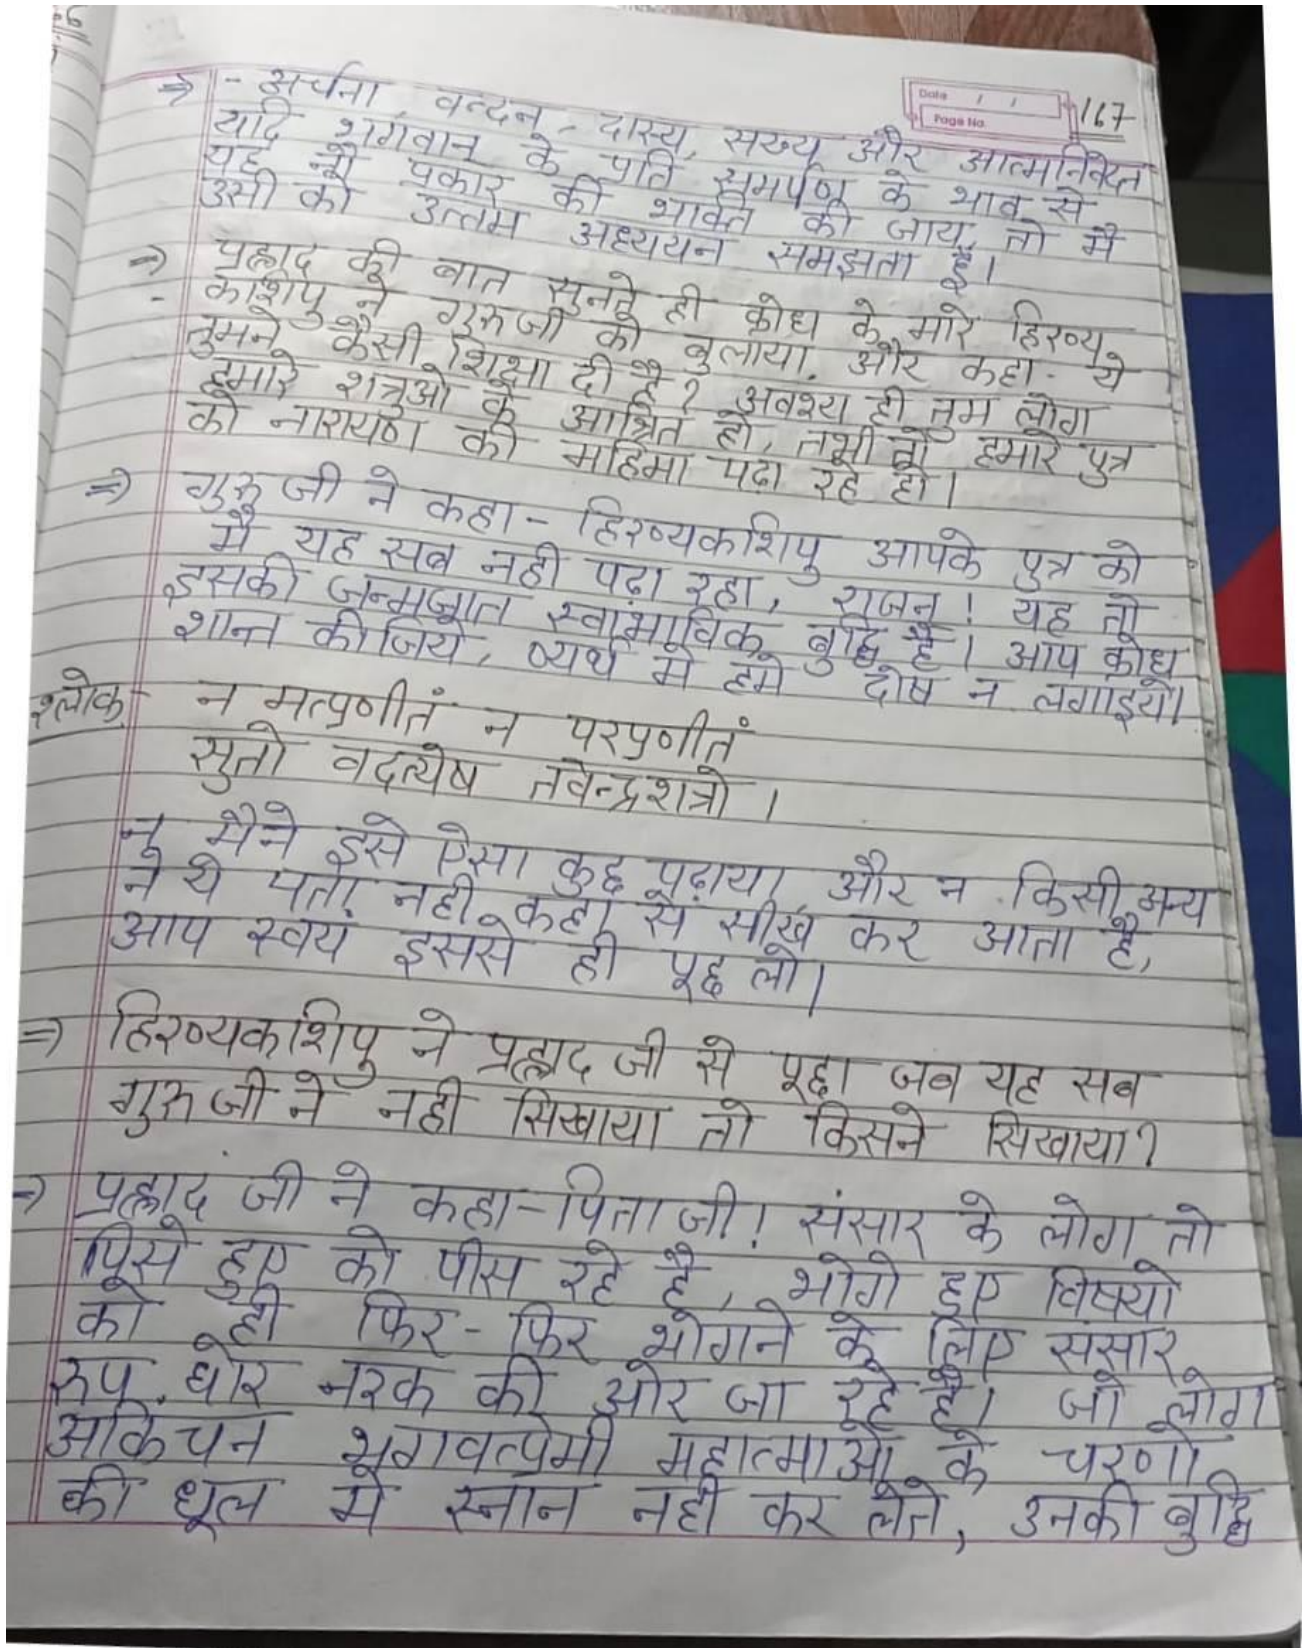 Date / /
Page No.
167
⇒ - अर्चना, वन्दन, दास्य, सख्य और आत्मनिवेदन
यदि भगवान् के प्रति समर्पण के भाव से
यह नौ प्रकार की भक्ति की जाय, तो मै
उसी को उत्तम अध्ययन समझता हूँ।
⇒ प्रह्लाद की बात सुनते ही क्रोध के मारे हिरण्य
- कशिपु ने गुरुजी को बुलाया, और कहा - ये
तुमने कैसी शिक्षा दी है? अवश्य ही तुम लोग
हमारे शत्रुओ के आश्रित हो, तभी तो हमारे पुत्र
को नारायण की महिमा पढ़ा रहे हो।
⇒ गुरु जी ने कहा - हिरण्यकशिपु आपके पुत्र को
मै यह सब नही पढ़ा रहा, राजन्! यह तो
इसकी जन्मजात स्वाभाविक बुद्धि है। आप क्रोध
शान्त कीजिये, व्यर्थ मे हमे दोष न लगाइये।
श्लोक - न मत्प्रणीतं न परप्रणीतं
सुतो वदत्येष तवेन्द्रशत्रो।
न मैने इसे ऐसा कुछ पढ़ाया, और न किसी अन्य
ने ये पता नही कहा से सीख कर आता है,
आप स्वयं इससे ही पूछ लो।
⇒ हिरण्यकशिपु ने प्रह्लाद जी से पूछा जब यह सब
गुरु जी ने नही सिखाया तो किसने सिखाया?
⇒ प्रह्लाद जी ने कहा - पिता जी! संसार के लोग तो
पिसे हुए को पीस रहे है, भोगे हुए विषयो
को ही फिर - फिर भोगने के लिए संसार
रुप घोर नरक की ओर जा रहे है। जो लोग
अकिंचन भगवत्प्रेमी महात्माओ के चरणो
की धूल मे स्नान नही कर लेते, उनकी बुद्धि